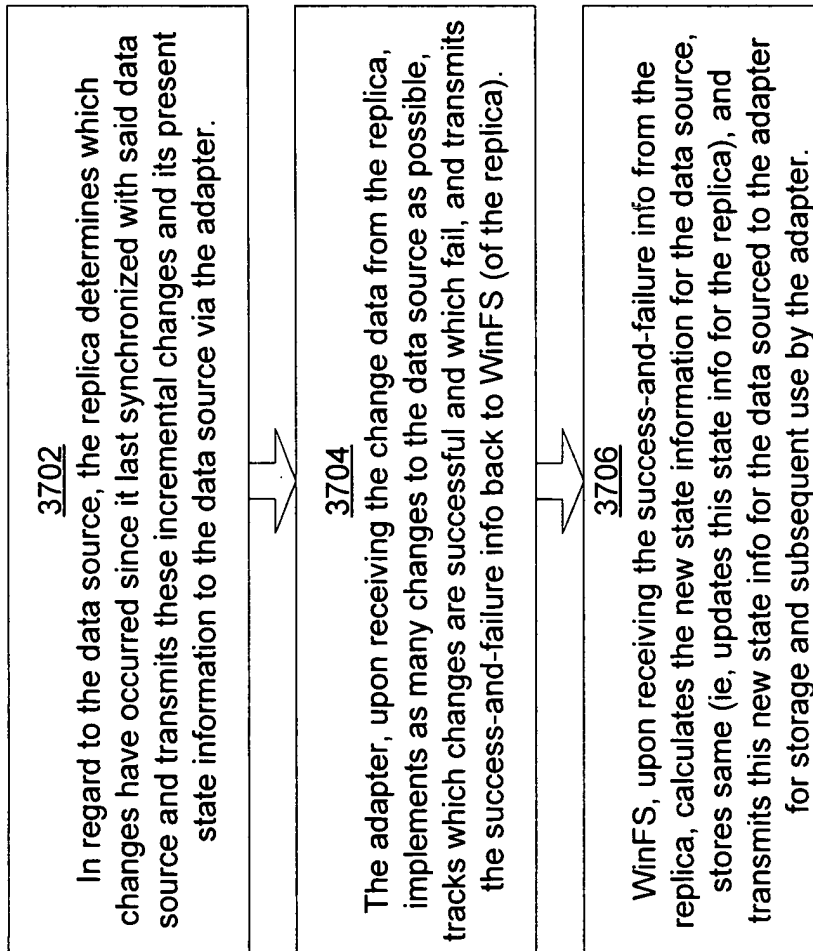 3702
In regard to the data source, the replica determines which
changes have occurred since it last synchronized with said data
source and transmits these incremental changes and its present
state information to the data source via the adapter.
3704
The adapter, upon receiving the change data from the replica,
implements as many changes to the data source as possible,
tracks which changes are successful and which fail, and transmits
the success-and-failure info back to WinFS (of the replica).
3706
WinFS, upon receiving the success-and-failure info from the
replica, calculates the new state information for the data source,
stores same (ie, updates this state info for the replica), and
transmits this new state info for the data sourced to the adapter
for storage and subsequent use by the adapter.